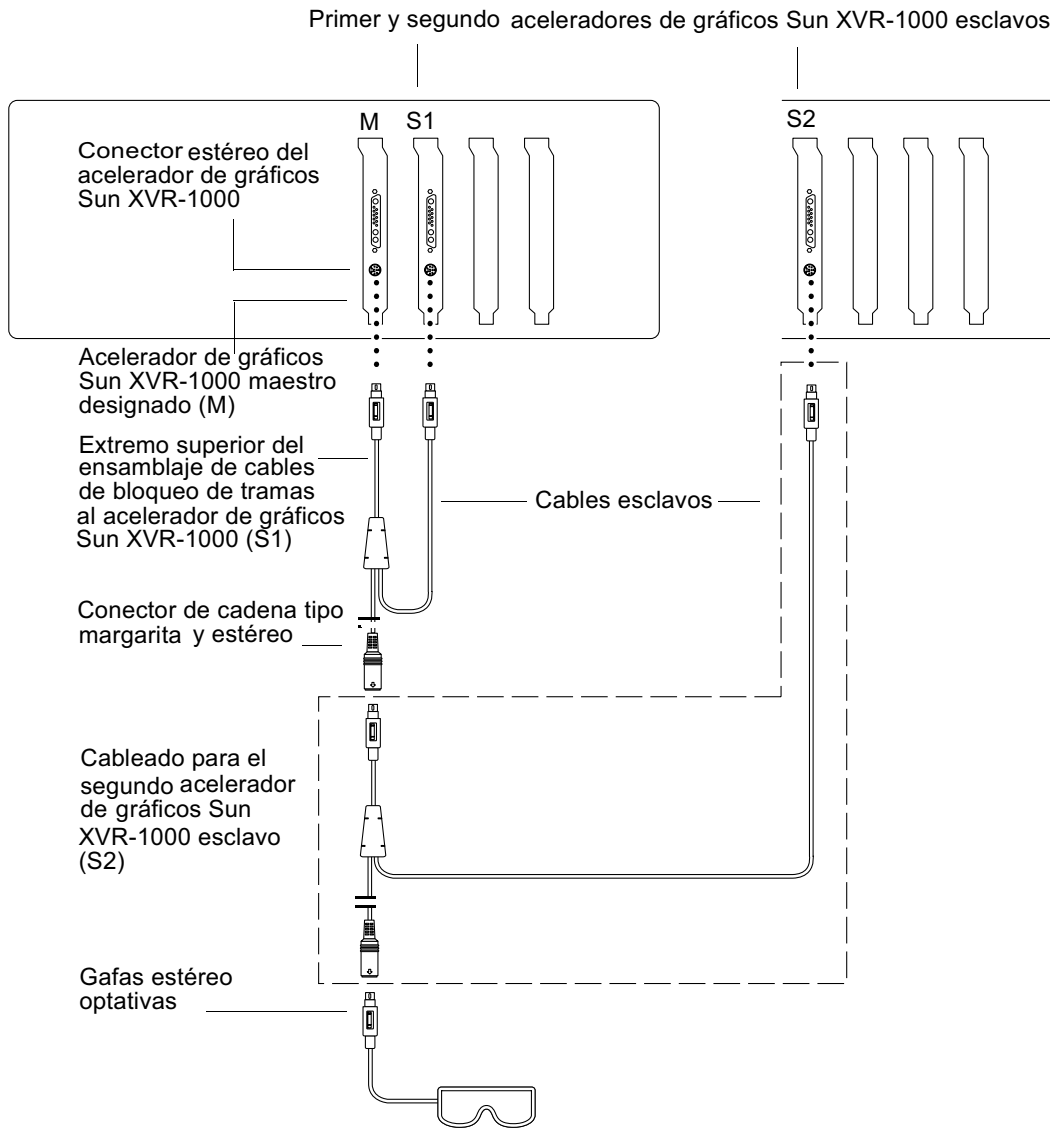 Primer y segundo aceleradores de gráficos Sun XVR-1000 esclavos
M S1
S2
Conector estéreo del
acelerador de gráficos
Sun XVR-1000
Acelerador de gráficos
Sun XVR-1000 maestro
designado (M)
Extremo superior del
ensamblaje de cables
de bloqueo de tramas
al acelerador de gráficos
Sun XVR-1000 (S1)
Cables esclavos
Conector de cadena tipo
margarita y estéreo
Cableado para el
segundo acelerador
de gráficos Sun
XVR-1000 esclavo
(S2)
Gafas estéreo
optativas